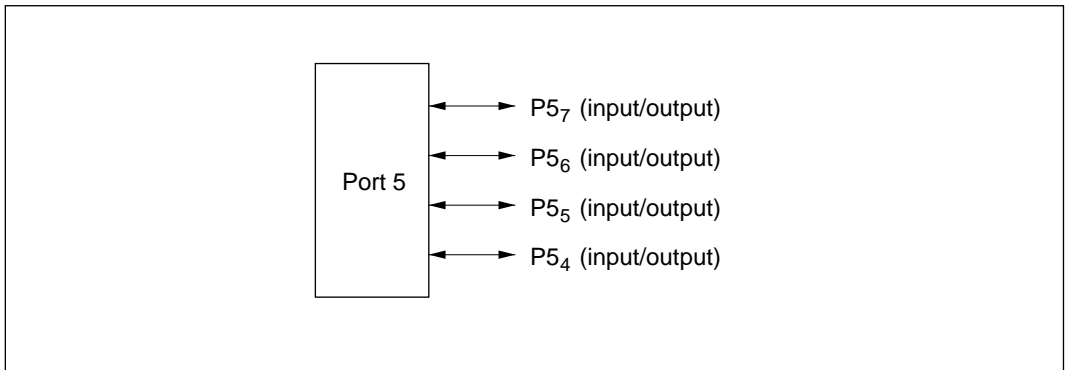 P5₇ (input/output)
P5₆ (input/output)
Port 5
P5₅ (input/output)
P5₄ (input/output)